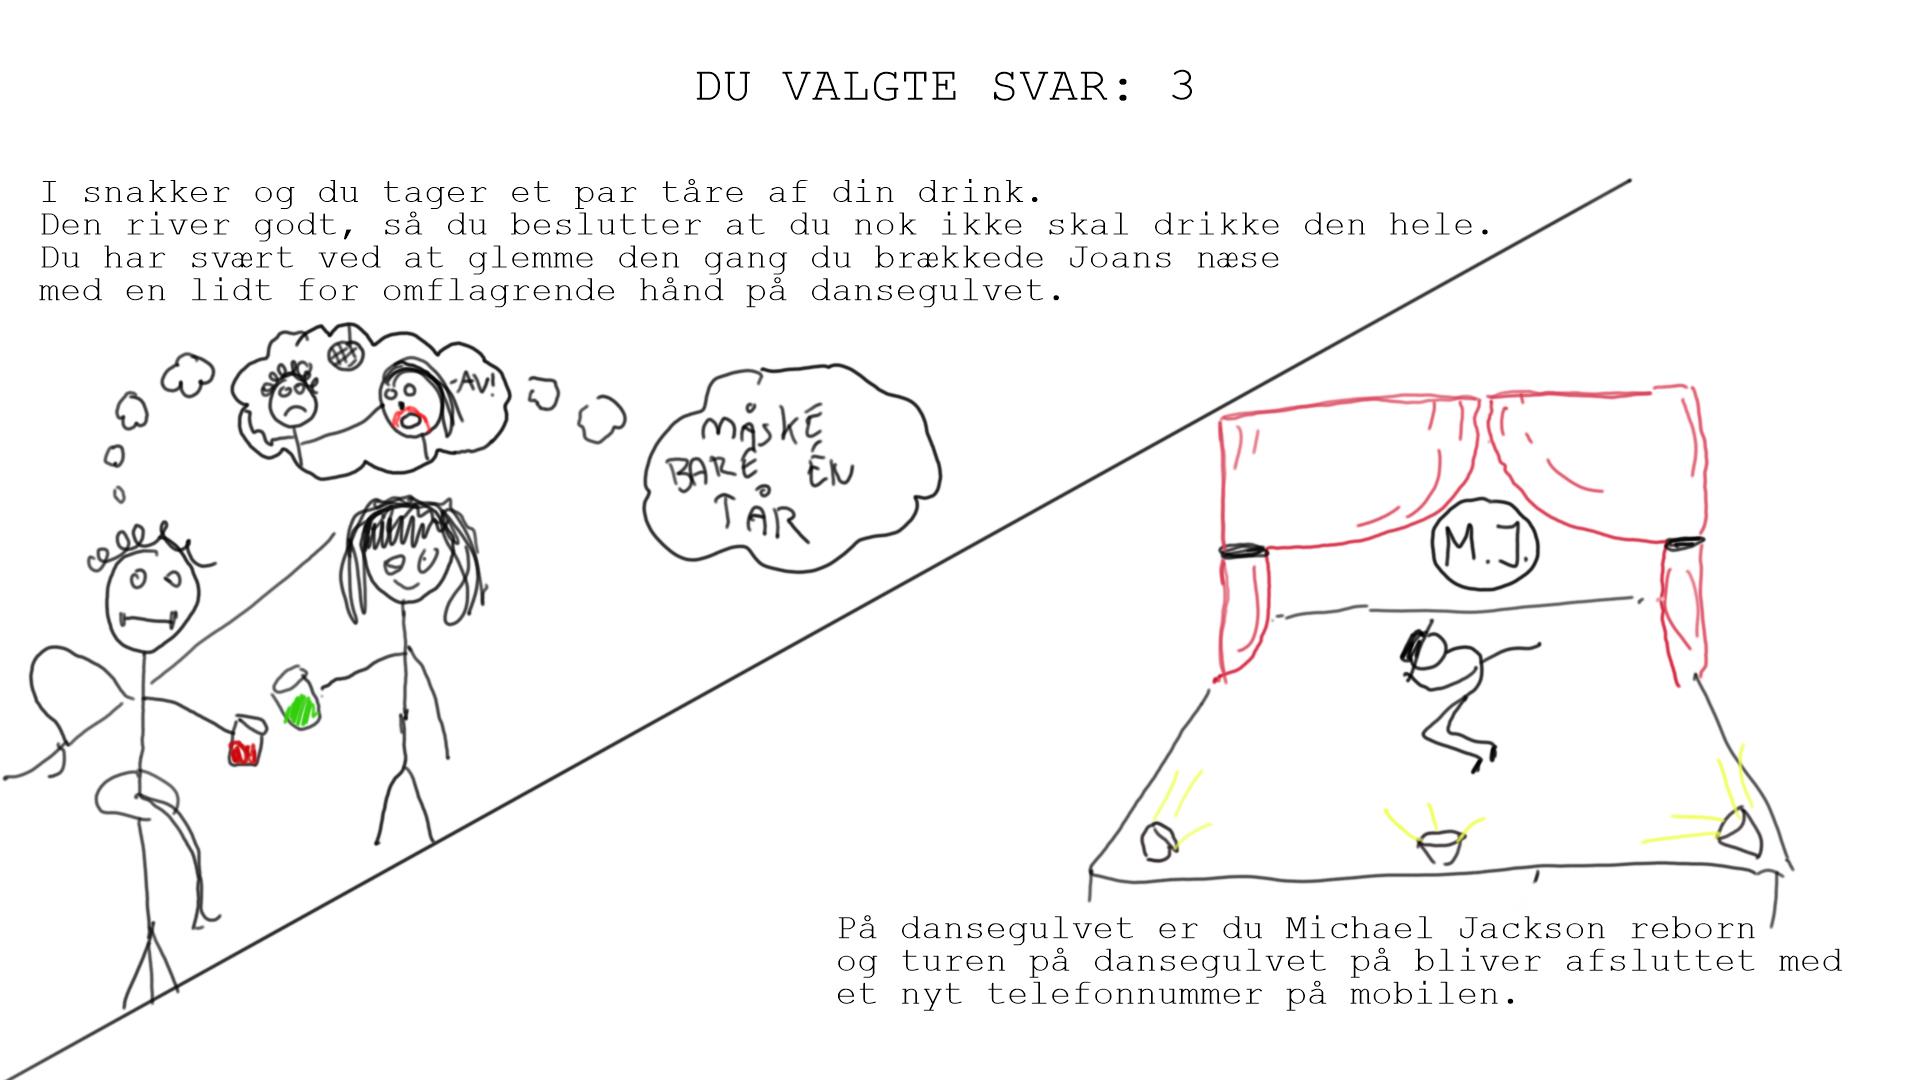 DU VALGTE SVAR: 3
I snakker og du tager et par tåre af din drink.
Den river godt, så du beslutter at du nok ikke skal drikke den hele.
Du har svært ved at glemme den gang du brækkede Joans næse
med en lidt for omflagrende hånd på dansegulvet.
-AV!
MÅSKE
BARE ÉN
TÅR
M.J.
På dansegulvet er du Michael Jackson reborn
og turen på dansegulvet på bliver afsluttet med
et nyt telefonnummer på mobilen.